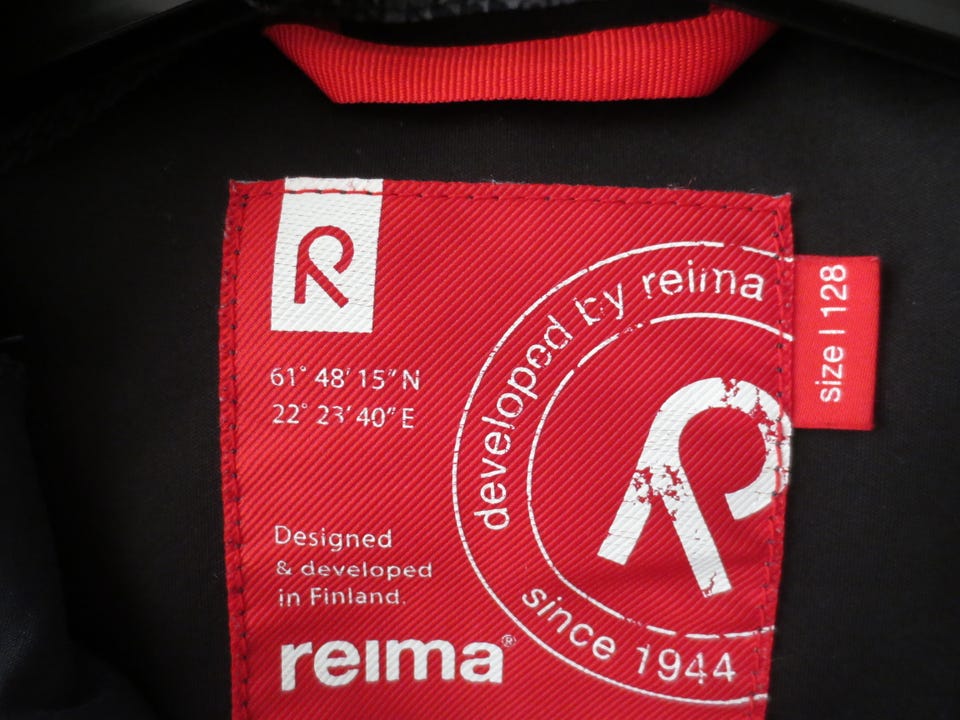 R
61° 48' 15" N
22° 23' 40" E
Designed
& developed
in Finland.
reima®
developed by reima
R
since 1944
size | 128